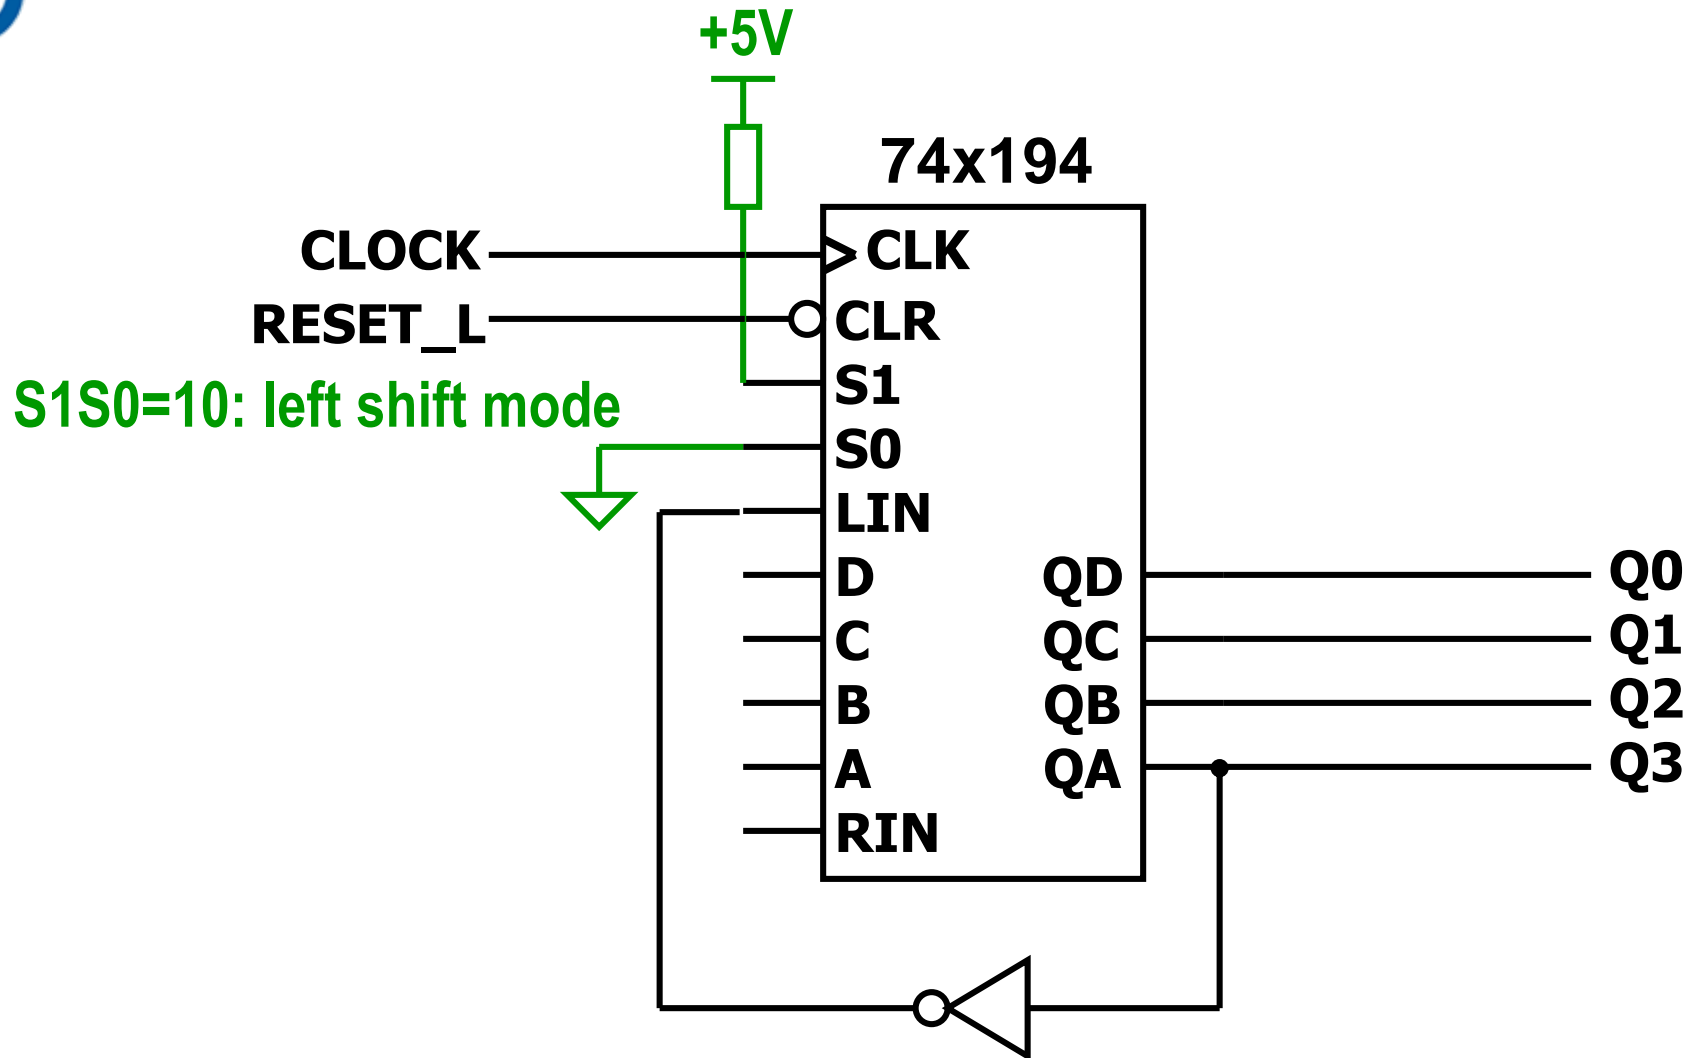 +5V
74x194
CLOCK
CLK
RESET_L
CLR
S1
S1S0=10: left shift mode
S0
LIN
D
QD
Q0
C
QC
Q1
B
QB
Q2
A
QA
Q3
RIN